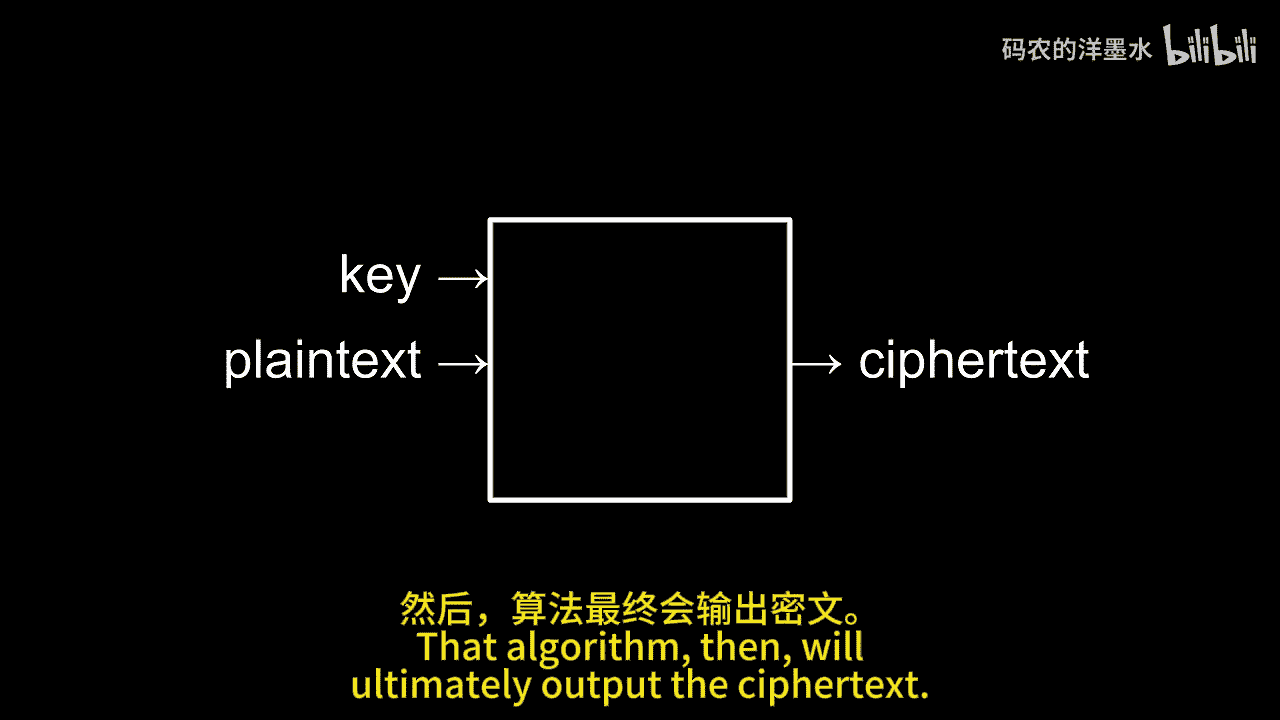 码农的洋墨水 bilibili
key →
plaintext →
→ ciphertext
然后，算法最终会输出密文。
That algorithm, then, will
ultimately output the ciphertext.